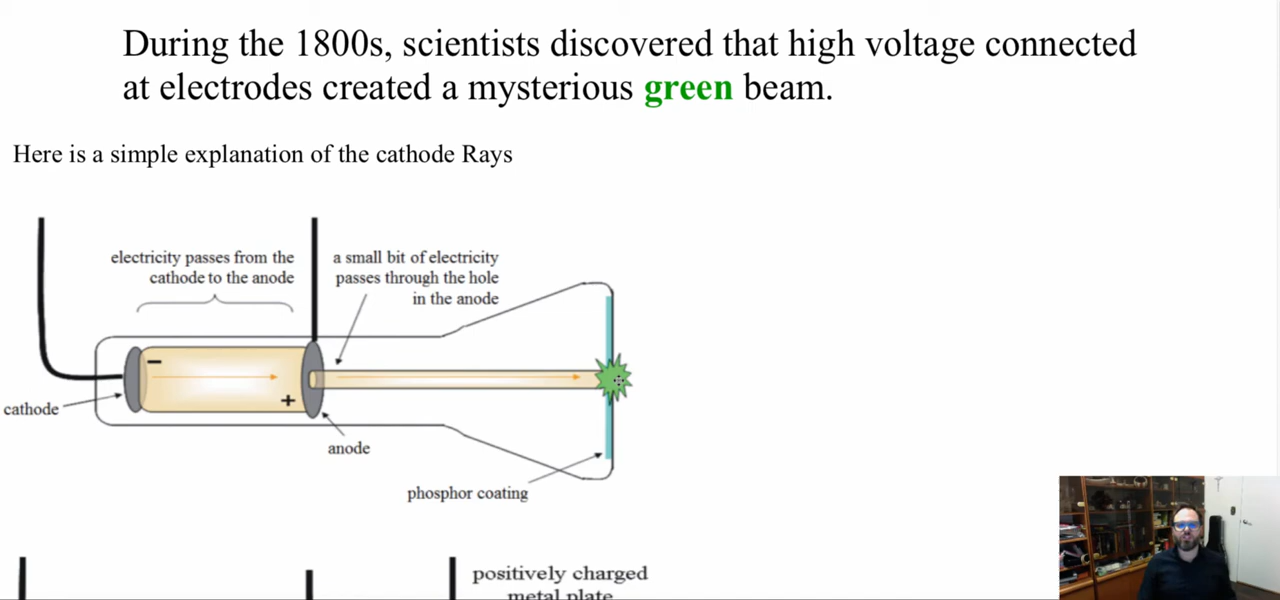 During the 1800s, scientists discovered that high voltage connected
at electrodes created a mysterious green beam.
Here is a simple explanation of the cathode Rays
electricity passes from the
cathode to the anode
a small bit of electricity
passes through the hole
in the anode
−
+
cathode
anode
phosphor coating
positively charged
metal plate